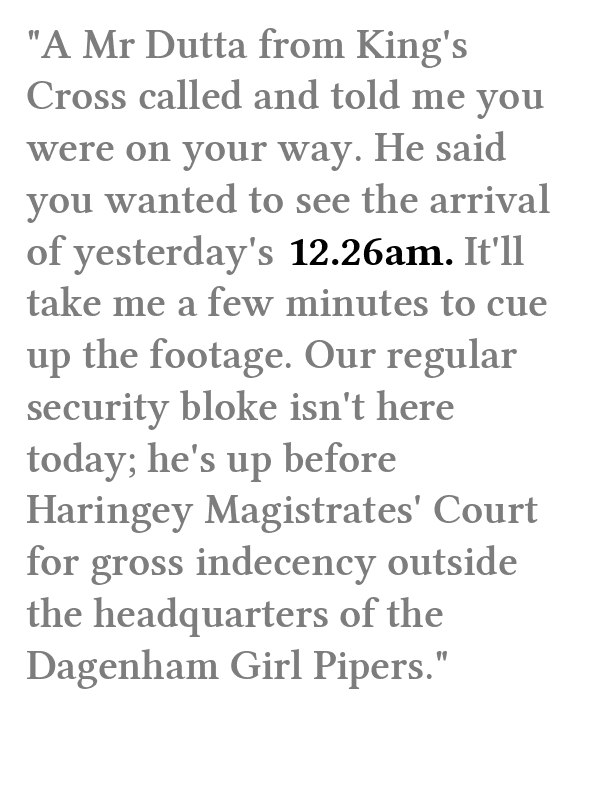 "A Mr Dutta from King's
Cross called and told me you
were on your way. He said
you wanted to see the arrival
of yesterday's 12.26am. It'll
take me a few minutes to cue
up the footage. Our regular
security bloke isn't here
today; he's up before
Haringey Magistrates' Court
for gross indecency outside
the headquarters of the
Dagenham Girl Pipers."